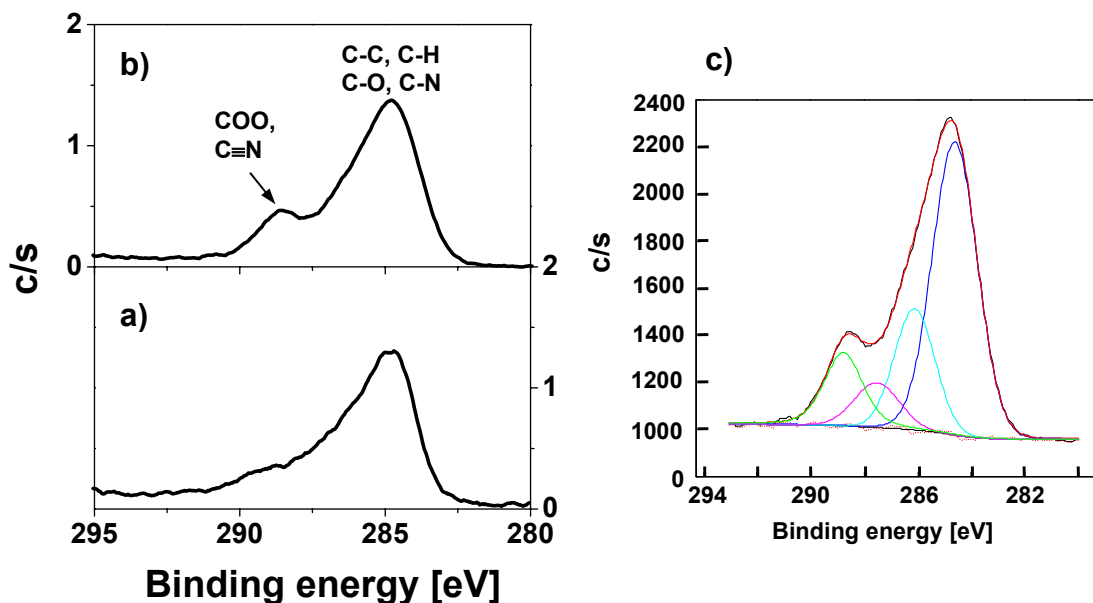 b)
2
1
0
C-C, C-H
C-O, C-N
COO,
C≡N
c/s
a)
2
1
0
295 290 285 280
Binding energy [eV]
c)
2400
2200
2000
1800
1600
1400
1200
1000
0
c/s
294 290 286 282
Binding energy [eV]